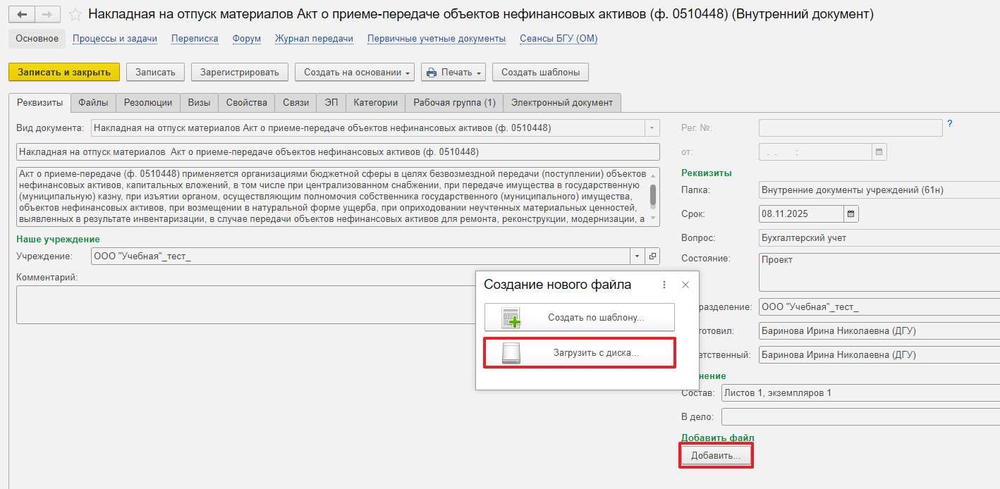 Накладная на отпуск материалов Акт о приеме-передаче объектов нефинансовых активов (ф. 0510448) (Внутренний документ)
Основное Процессы и задачи Переписка Форум Журнал передачи Первичные учетные документы Сеансы БГУ (ОМ)
Записать и закрыть Записать Зарегистрировать Создать на основании Печать Создать шаблоны
Реквизиты Файлы Резолюции Визы Свойства Связи ЭП Категории Рабочая группа (1) Электронный документ
Вид документа: Накладная на отпуск материалов Акт о приеме-передаче объектов нефинансовых активов (ф. 0510448)
Накладная на отпуск материалов  Акт о приеме-передаче объектов нефинансовых активов (ф. 0510448)
Акт о приеме-передаче (ф. 0510448) применяется организациями бюджетной сферы в целях безвозмездной передачи (поступлении) объектов
нефинансовых активов, капитальных вложений, в том числе при централизованном снабжении, при передаче имущества в государственную
(муниципальную) казну, при изъятии органом, осуществляющим полномочия собственника государственного (муниципального) имущества,
объектов нефинансовых активов, при возмещении в натуральной форме ущерба, при оприходовании неучтенных материальных ценностей,
выявленных в результате инвентаризации, в случае передачи объектов нефинансовых активов для ремонта, реконструкции, модернизации, а
Наше учреждение
Учреждение: ООО "Учебная"_тест_
Комментарий:
Создание нового файла
Создать по шаблону...
Загрузить с диска...
Рег. №: ?
от: . . :
Реквизиты
Папка: Внутренние документы учреждений (61н)
Срок: 08.11.2025
Вопрос: Бухгалтерский учет
Состояние: Проект
разделение: ООО "Учебная"_тест_
готовил: Баринова Ирина Николаевна (ДГУ)
етственный: Баринова Ирина Николаевна (ДГУ)
нение
Состав: Листов 1, экземпляров 1
В дело:
Добавить файл
Добавить...